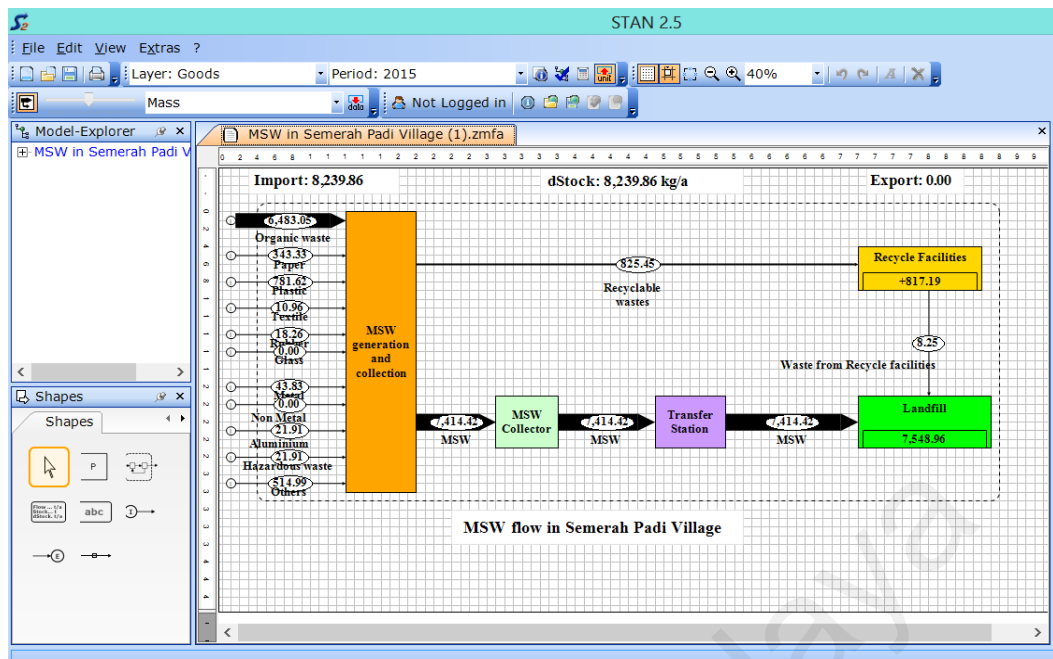 STAN 2.5
File Edit View Extras ?
Layer: Goods Period: 2015 unit 40%
Mass data Not Logged in
Model-Explorer
MSW in Semerah Padi V
MSW in Semerah Padi Village (1).zmfa
Import: 8,239.86 dStock: 8,239.86 kg/a Export: 0.00
6,483.05
Organic waste
343.33
Paper
781.62
Plastic
10.96
Textile
18.26
Rubber
0.00
Glass
43.83
Metal
0.00
Non Metal
21.91
Aluminium
21.91
Hazardous waste
514.99
Others
MSW
generation
and
collection
825.45
Recyclable
wastes
Recycle Facilities
+817.19
8.25
Waste from Recycle facilities
7,414.42
MSW
MSW
Collector
7,414.42
MSW
Transfer
Station
7,414.42
MSW
Landfill
7,548.96
MSW flow in Semerah Padi Village
Shapes
Shapes
P
abc
I
E